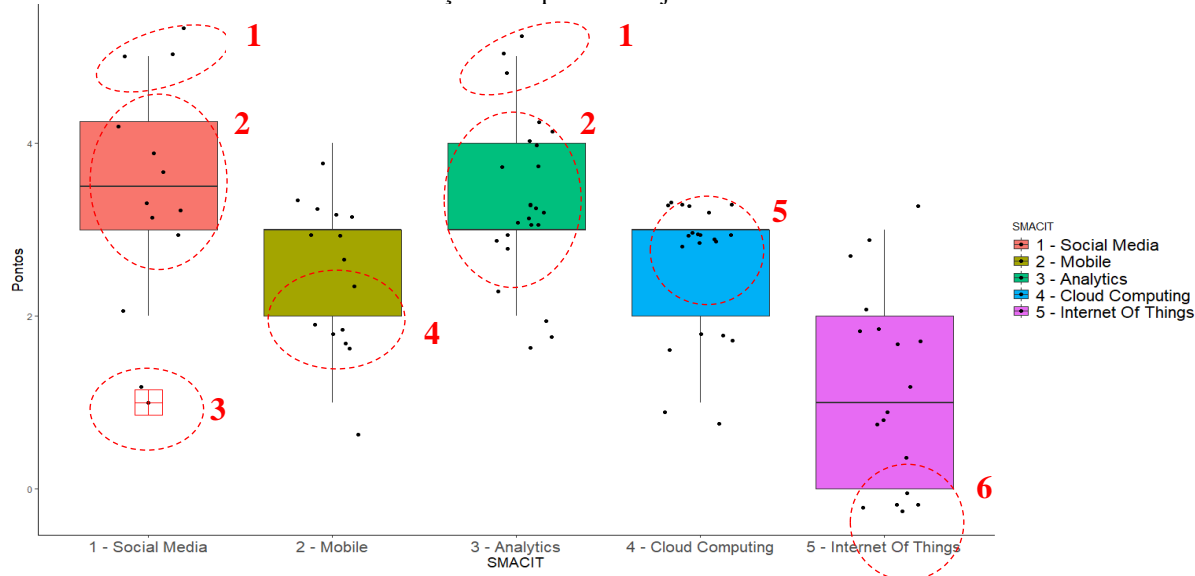 1
1
2
2
5
4
3
6
Pontos
4
2
0
1 - Social Media
2 - Mobile
3 - Analytics
4 - Cloud Computing
5 - Internet Of Things
SMACIT
SMACIT
1 - Social Media
2 - Mobile
3 - Analytics
4 - Cloud Computing
5 - Internet Of Things